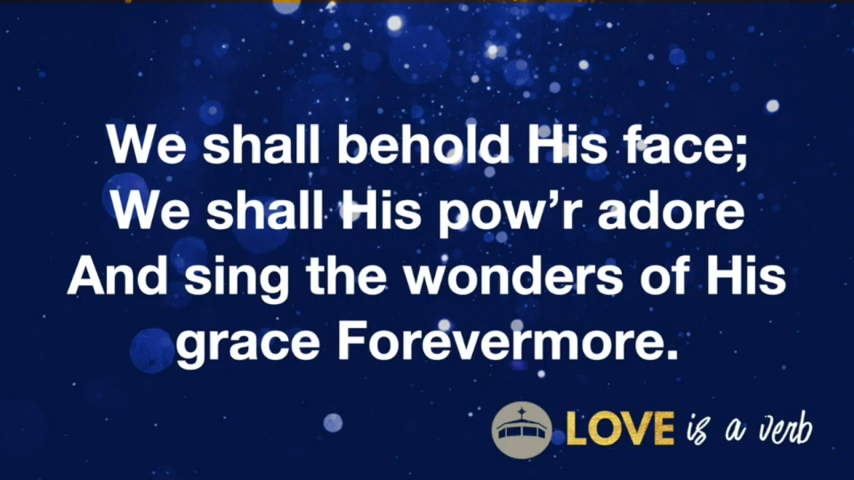 We shall behold His face;
We shall His pow’r adore
And sing the wonders of His
grace Forevermore.
LOVE is a verb